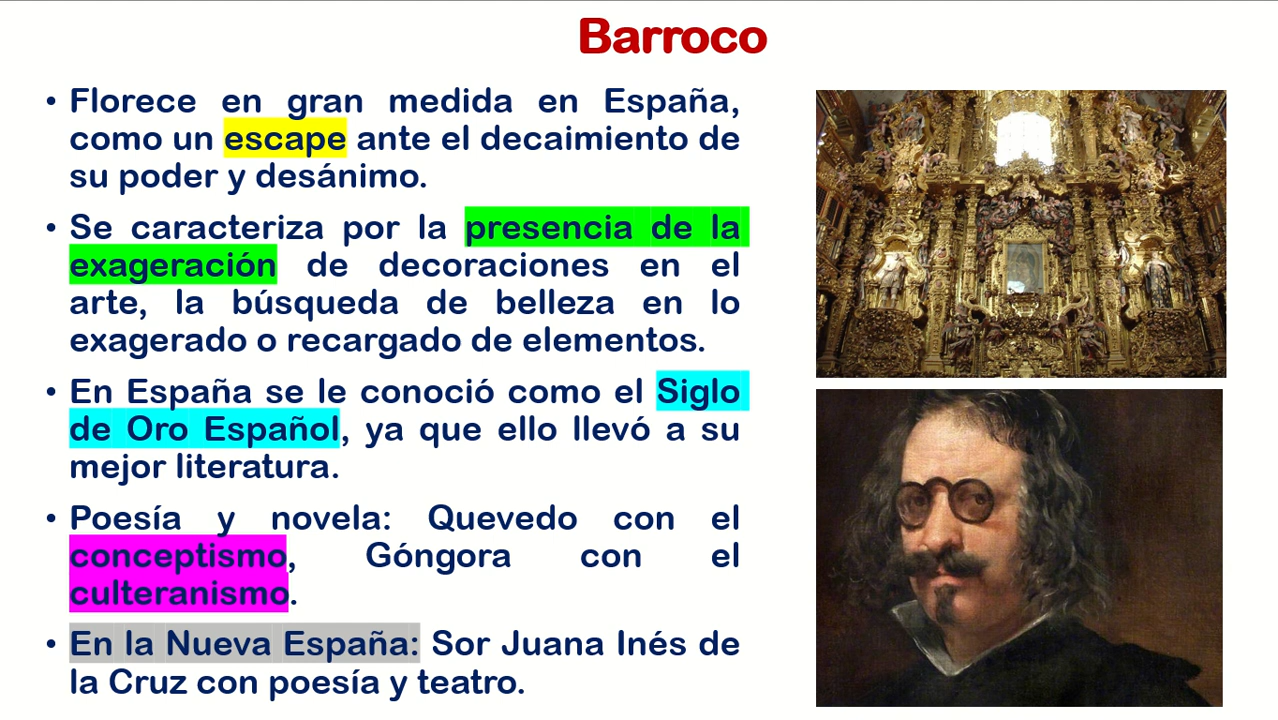 Barroco
• Florece en gran medida en España,
como un escape ante el decaimiento de
su poder y desánimo.
• Se caracteriza por la presencia de la
exageración de decoraciones en el
arte, la búsqueda de belleza en lo
exagerado o recargado de elementos.
• En España se le conoció como el Siglo
de Oro Español, ya que ello llevó a su
mejor literatura.
• Poesía y novela: Quevedo con el
conceptismo, Góngora con el
culteranismo.
• En la Nueva España: Sor Juana Inés de
la Cruz con poesía y teatro.